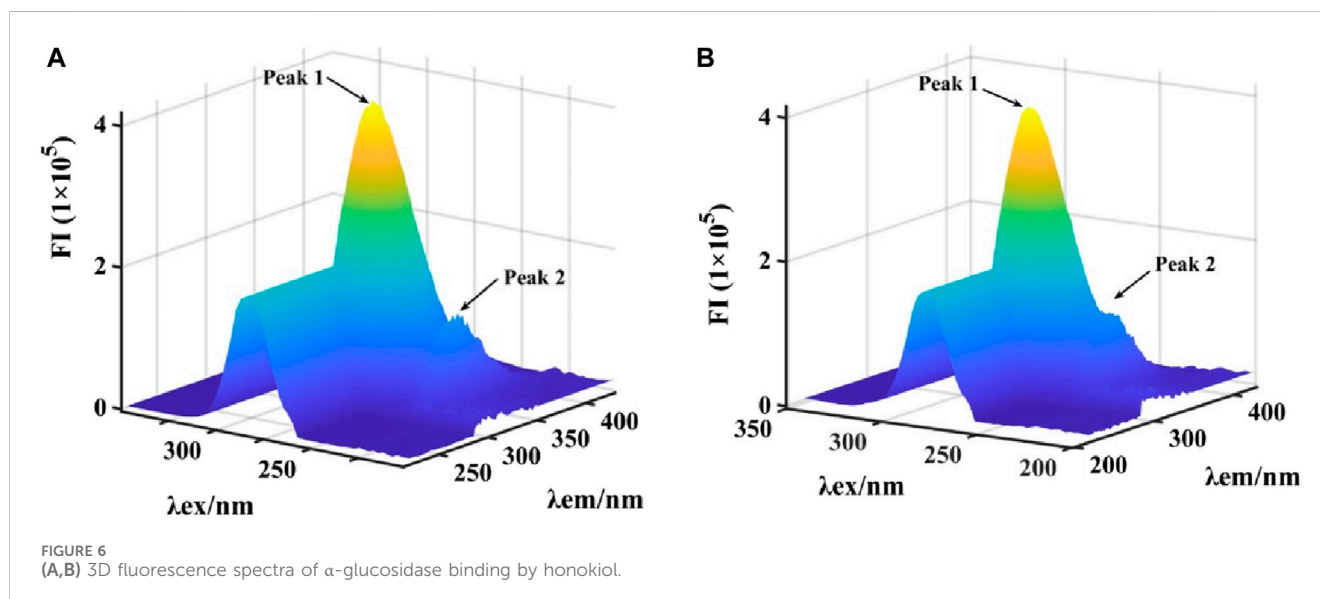 A
Peak 1
Peak 2
FI (1×10⁵)
4
2
0
300
250
λex/nm
250
300
350
400
λem/nm
B
Peak 1
Peak 2
FI (1×10⁵)
4
2
0
350
300
250
200
λex/nm
200
300
400
λem/nm
FIGURE 6
(A,B) 3D fluorescence spectra of α-glucosidase binding by honokiol.